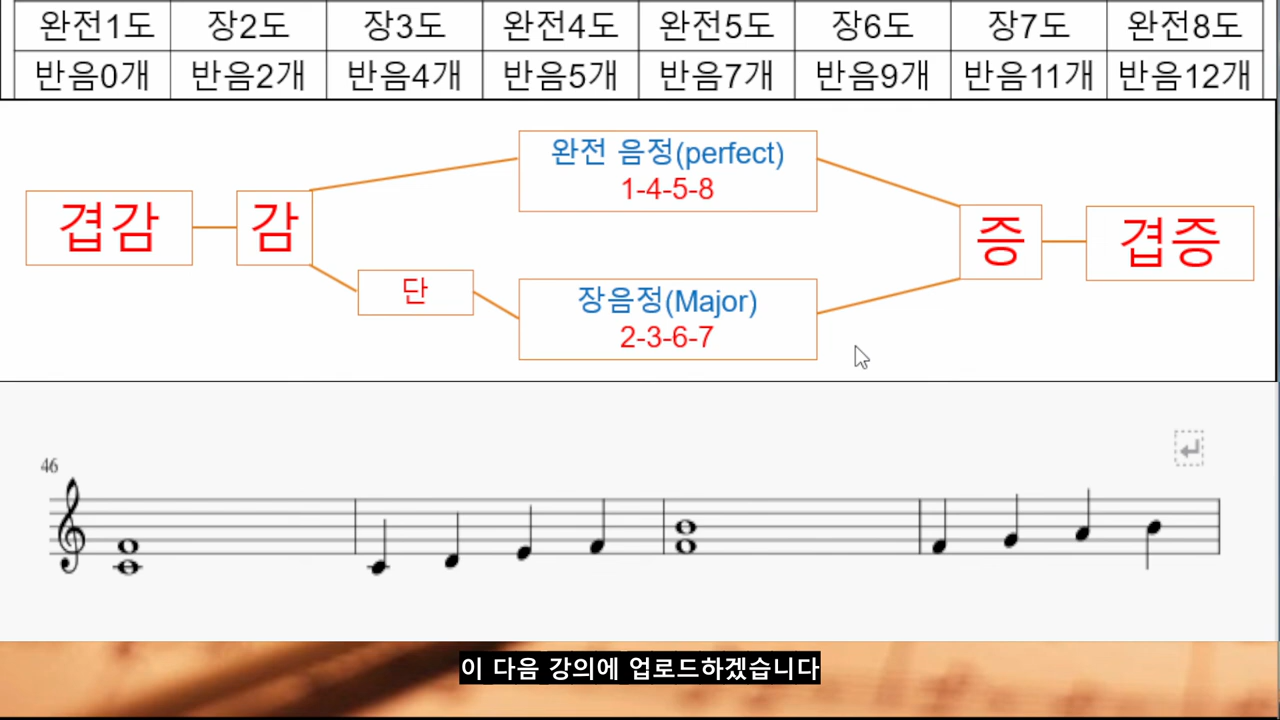 완전1도 장2도 장3도 완전4도 완전5도 장6도 장7도 완전8도
반음0개 반음2개 반음4개 반음5개 반음7개 반음9개 반음11개 반음12개
완전 음정(perfect)
1-4-5-8
겹감 감 증 겹증
단
장음정(Major)
2-3-6-7
46
이 다음 강의에 업로드하겠습니다